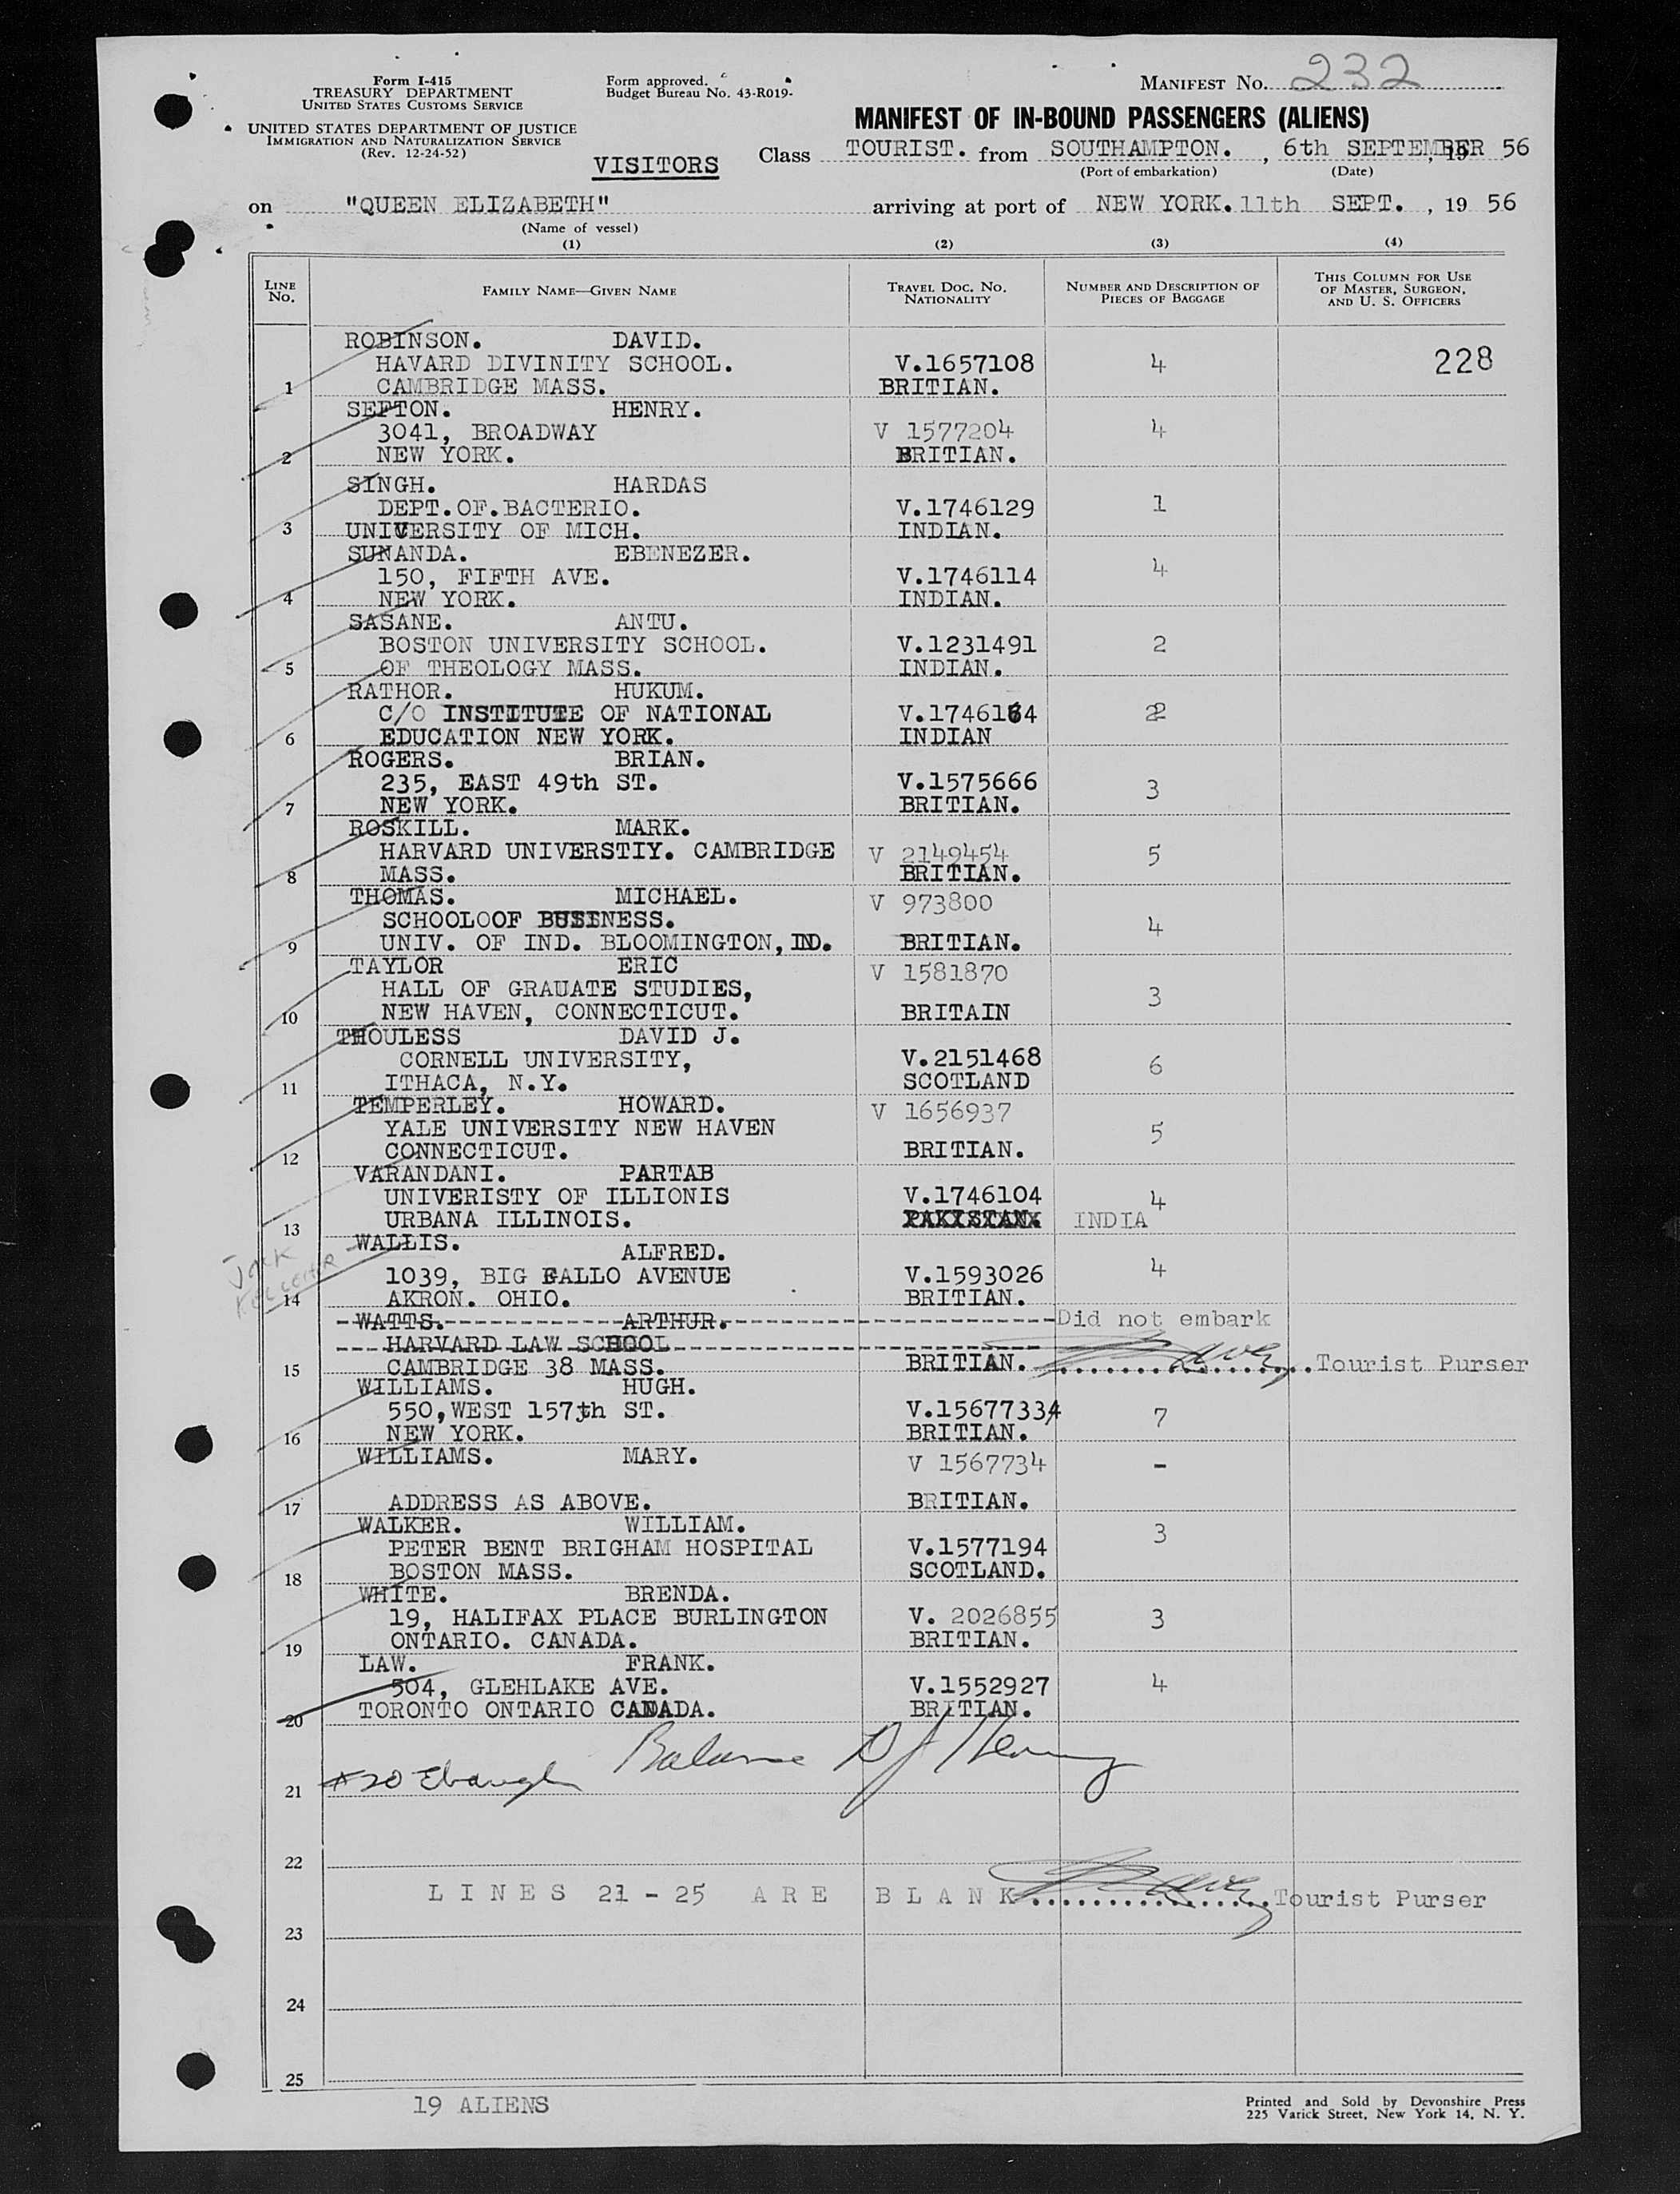 Form I-415
TREASURY DEPARTMENT
UNITED STATES CUSTOMS SERVICE
UNITED STATES DEPARTMENT OF JUSTICE
IMMIGRATION AND NATURALIZATION SERVICE
(Rev. 12-24-52)
Form approved.
Budget Bureau No. 43-R019-
MANIFEST NO. 232
MANIFEST OF IN-BOUND PASSENGERS (ALIENS)
VISITORS Class TOURIST. from SOUTHAMPTON. , 6th SEPTEMBER , 19 56
(Port of embarkation) (Date)
on "QUEEN ELIZABETH" arriving at port of NEW YORK. 11th SEPT. , 19 56
(Name of vessel)
(1) (2) (3) (4)
LINE No. FAMILY NAME—GIVEN NAME TRAVEL DOC. NO. NATIONALITY NUMBER AND DESCRIPTION OF PIECES OF BAGGAGE THIS COLUMN FOR USE OF MASTER, SURGEON, AND U. S. OFFICERS
ROBINSON. DAVID.
HAVARD DIVINITY SCHOOL. V.1657108 4 228
1 CAMBRIDGE MASS. BRITIAN.
SEFTON. HENRY.
3041, BROADWAY V 1577204 4
2 NEW YORK. BRITIAN.
SINGH. HARDAS
DEPT.OF.BACTERIO. V.1746129 1
3 UNIVERSITY OF MICH. INDIAN.
SUNANDA. EBENEZER.
150, FIFTH AVE. V.1746114 4
4 NEW YORK. INDIAN.
SASANE. ANTU.
BOSTON UNIVERSITY SCHOOL. V.1231491 2
5 OF THEOLOGY MASS. INDIAN.
RATHOR. HUKUM.
C/O INSTITUTE OF NATIONAL 2
6 EDUCATION NEW YORK. INDIAN
ROGERS. BRIAN.
235, EAST 49th ST. V.1575666 3
7 NEW YORK. BRITIAN.
ROSKILL. MARK.
HARVARD UNIVERSTIY. CAMBRIDGE V 2149454 5
8 MASS. BRITIAN.
THOMAS. MICHAEL. V 973800
SCHOOLOOF BUSINESS. 4
9 UNIV. OF IND. BLOOMINGTON, IND. BRITIAN.
TAYLOR ERIC V 1581870
HALL OF GRAUATE STUDIES, 3
10 NEW HAVEN, CONNECTICUT. BRITAIN
THOULESS DAVID J.
CORNELL UNIVERSITY, V.2151468 6
11 ITHACA, N.Y. SCOTLAND
TEMPERLEY. HOWARD. V 1656937
YALE UNIVERSITY NEW HAVEN 5
12 CONNECTICUT. BRITIAN.
VARANDANI. PARTAB
UNIVERISTY OF ILLIONIS V.1746104 4
13 URBANA ILLINOIS. PAKISTAN. INDIA
WALLIS. ALFRED.
Jack
1039, BIG FALLO AVENUE V.1593026 4
14 AKRON. OHIO. BRITIAN.
WATTS. ARTHUR. Did not embark
HARVARD LAW SCHOOL
15 CAMBRIDGE 38 MASS. BRITIAN. Tourist Purser
WILLIAMS. HUGH.
550,WEST 157th ST. V.15677334 7
16 NEW YORK. BRITIAN.
WILLIAMS. MARY. V 1567734 -
17 ADDRESS AS ABOVE. BRITIAN.
WALKER. WILLIAM. 3
PETER BENT BRIGHAM HOSPITAL V.1577194
18 BOSTON MASS. SCOTLAND.
WHITE. BRENDA.
19, HALIFAX PLACE BURLINGTON V. 2026855 3
19 ONTARIO. CANADA. BRITIAN.
LAW. FRANK.
504, GLEHLAKE AVE. V.1552927 4
20 TORONTO ONTARIO CANADA. BRITIAN.
Balance
21 #20
22
LINES 21 - 25 ARE BLANK Tourist Purser
23
24
25
19 ALIENS
Printed and Sold by Devonshire Press
225 Varick Street, New York 14, N. Y.